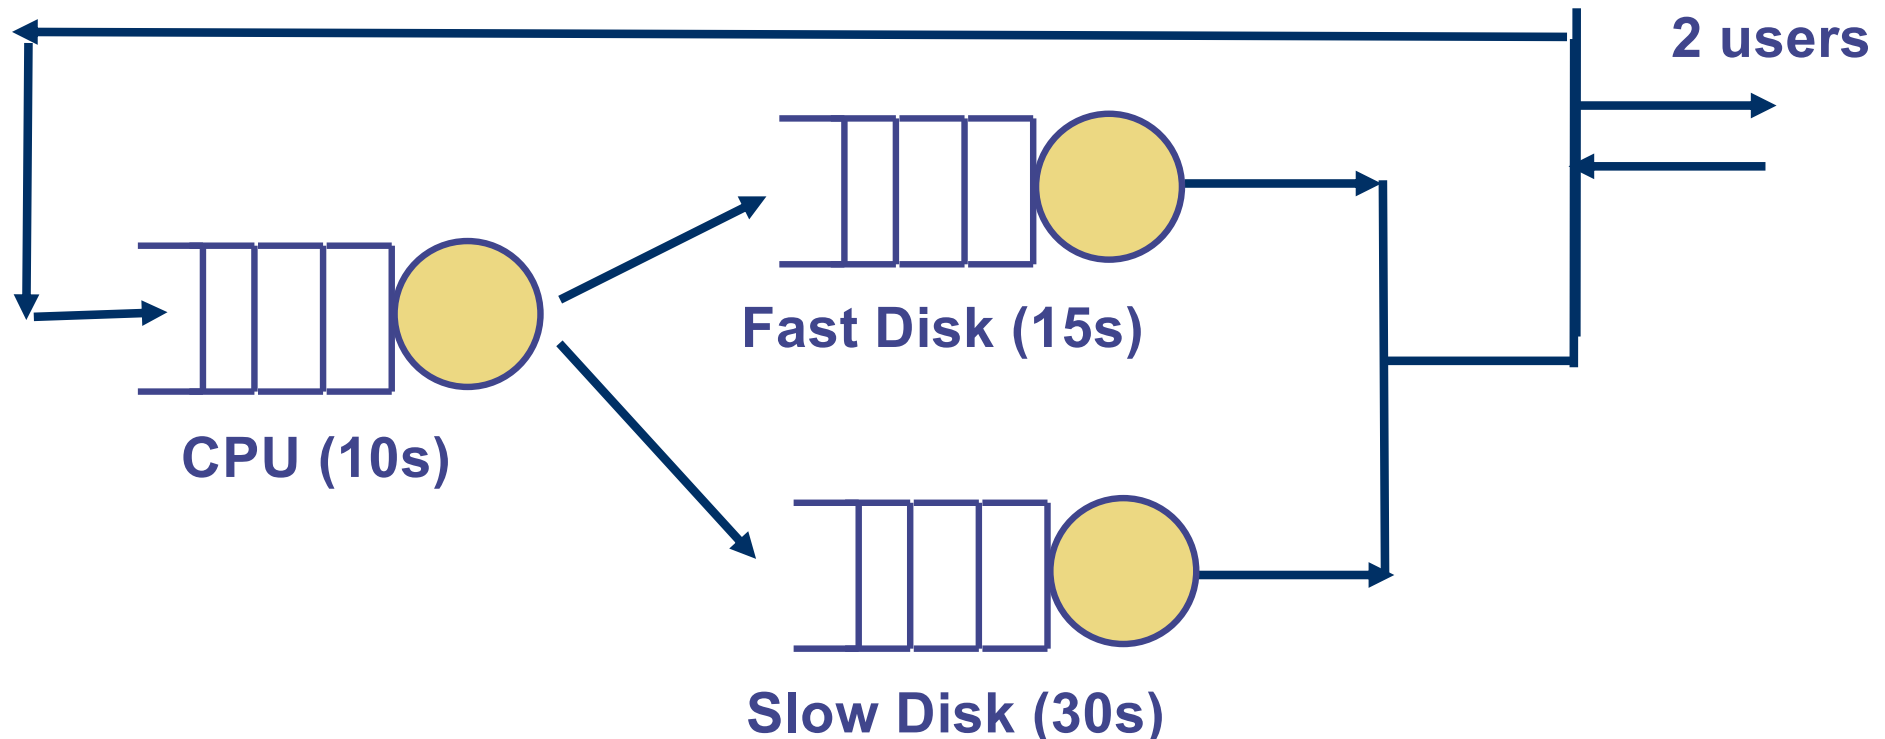 2 users
Fast Disk (15s)
CPU (10s)
Slow Disk (30s)